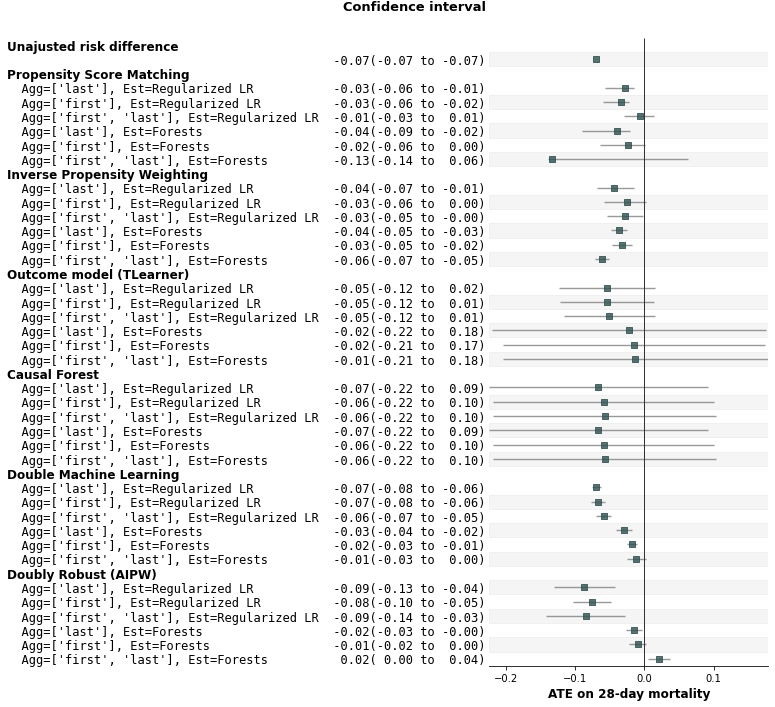 Confidence interval
Unajusted risk difference
-0.07(-0.07 to -0.07)
Propensity Score Matching
Agg=['last'], Est=Regularized LR -0.03(-0.06 to -0.01)
Agg=['first'], Est=Regularized LR -0.03(-0.06 to -0.02)
Agg=['first', 'last'], Est=Regularized LR -0.01(-0.03 to 0.01)
Agg=['last'], Est=Forests -0.04(-0.09 to -0.02)
Agg=['first'], Est=Forests -0.02(-0.06 to 0.00)
Agg=['first', 'last'], Est=Forests -0.13(-0.14 to 0.06)
Inverse Propensity Weighting
Agg=['last'], Est=Regularized LR -0.04(-0.07 to -0.01)
Agg=['first'], Est=Regularized LR -0.03(-0.06 to 0.00)
Agg=['first', 'last'], Est=Regularized LR -0.03(-0.05 to -0.00)
Agg=['last'], Est=Forests -0.04(-0.05 to -0.03)
Agg=['first'], Est=Forests -0.03(-0.05 to -0.02)
Agg=['first', 'last'], Est=Forests -0.06(-0.07 to -0.05)
Outcome model (TLearner)
Agg=['last'], Est=Regularized LR -0.05(-0.12 to 0.02)
Agg=['first'], Est=Regularized LR -0.05(-0.12 to 0.01)
Agg=['first', 'last'], Est=Regularized LR -0.05(-0.12 to 0.01)
Agg=['last'], Est=Forests -0.02(-0.22 to 0.18)
Agg=['first'], Est=Forests -0.02(-0.21 to 0.17)
Agg=['first', 'last'], Est=Forests -0.01(-0.21 to 0.18)
Causal Forest
Agg=['last'], Est=Regularized LR -0.07(-0.22 to 0.09)
Agg=['first'], Est=Regularized LR -0.06(-0.22 to 0.10)
Agg=['first', 'last'], Est=Regularized LR -0.06(-0.22 to 0.10)
Agg=['last'], Est=Forests -0.07(-0.22 to 0.09)
Agg=['first'], Est=Forests -0.06(-0.22 to 0.10)
Agg=['first', 'last'], Est=Forests -0.06(-0.22 to 0.10)
Double Machine Learning
Agg=['last'], Est=Regularized LR -0.07(-0.08 to -0.06)
Agg=['first'], Est=Regularized LR -0.07(-0.08 to -0.06)
Agg=['first', 'last'], Est=Regularized LR -0.06(-0.07 to -0.05)
Agg=['last'], Est=Forests -0.03(-0.04 to -0.02)
Agg=['first'], Est=Forests -0.02(-0.03 to -0.01)
Agg=['first', 'last'], Est=Forests -0.01(-0.03 to 0.00)
Doubly Robust (AIPW)
Agg=['last'], Est=Regularized LR -0.09(-0.13 to -0.04)
Agg=['first'], Est=Regularized LR -0.08(-0.10 to -0.05)
Agg=['first', 'last'], Est=Regularized LR -0.09(-0.14 to -0.03)
Agg=['last'], Est=Forests -0.02(-0.03 to -0.00)
Agg=['first'], Est=Forests -0.01(-0.02 to 0.00)
Agg=['first', 'last'], Est=Forests 0.02( 0.00 to 0.04)
−0.2 −0.1 0.0 0.1
ATE on 28-day mortality